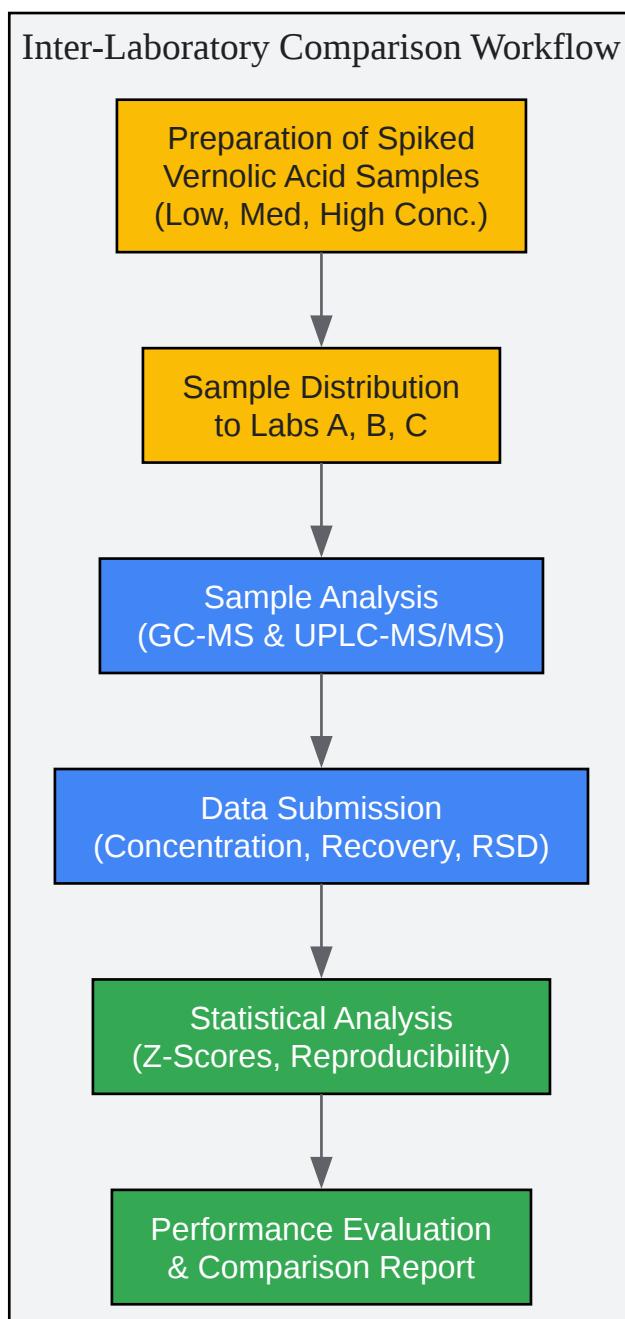 Inter-Laboratory Comparison Workflow
Preparation of Spiked
Vernolic Acid Samples
(Low, Med, High Conc.)
Sample Distribution
to Labs A, B, C
Sample Analysis
(GC-MS & UPLC-MS/MS)
Data Submission
(Concentration, Recovery, RSD)
Statistical Analysis
(Z-Scores, Reproducibility)
Performance Evaluation
& Comparison Report